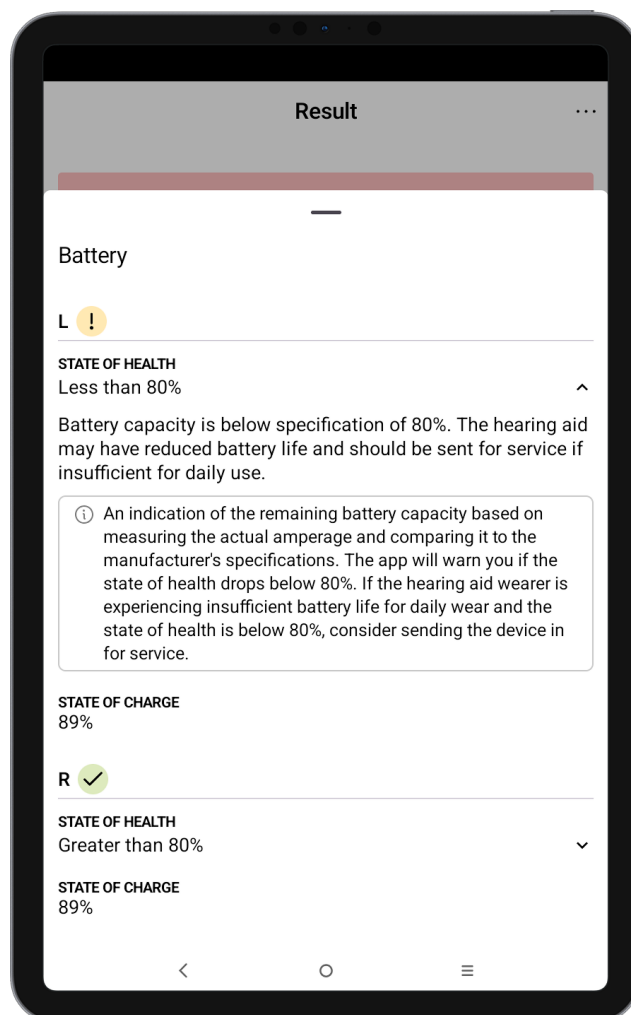 Result
Battery
L
STATE OF HEALTH
Less than 80%
Battery capacity is below specification of 80%. The hearing aid
may have reduced battery life and should be sent for service if
insufficient for daily use.
An indication of the remaining battery capacity based on
measuring the actual amperage and comparing it to the
manufacturer's specifications. The app will warn you if the
state of health drops below 80%. If the hearing aid wearer is
experiencing insufficient battery life for daily wear and the
state of health is below 80%, consider sending the device in
for service.
STATE OF CHARGE
89%
R
STATE OF HEALTH
Greater than 80%
STATE OF CHARGE
89%